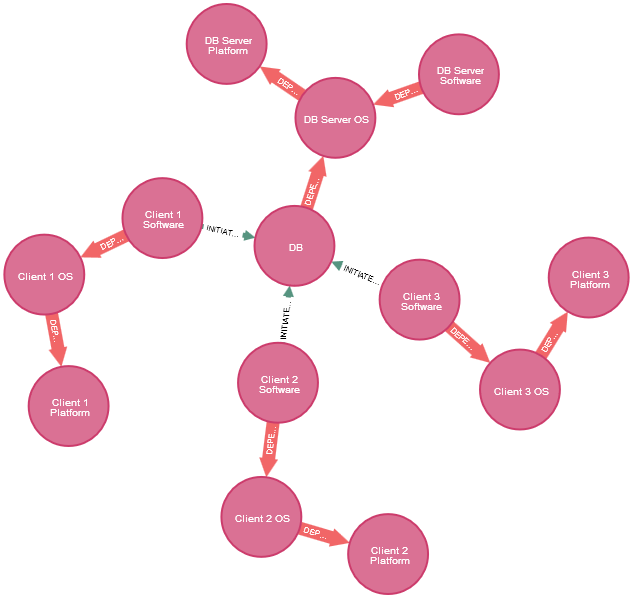 DB Server
Platform
DEP...
DB Server
Software
DEP...
DB Server OS
DEPE...
Client 1
Software
INITIAT...
DEP...
DB
Client 1 OS
DEP...
Client 1
Platform
INITIATE...
Client 3
Software
DEPE...
Client 3
Platform
DEP...
Client 3 OS
INITIATE...
Client 2
Software
DEPE...
Client 2 OS
DEP...
Client 2
Platform